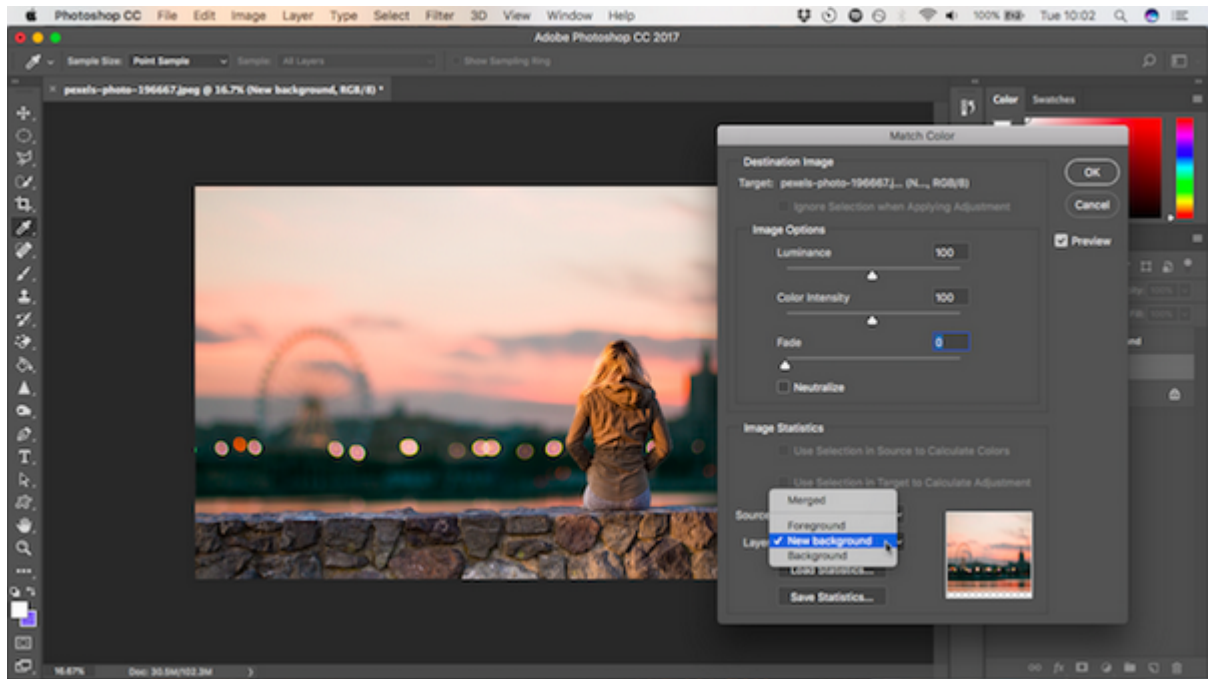 Photoshop CC File Edit Image Layer Type Select Filter 3D View Window Help 100% Tue 10:02
Adobe Photoshop CC 2017
Sample Size: Point Sample Sample: All Layers Show Sampling Ring
× pexels-photo-196667.jpeg @ 16.7% (New background, RGB/8) *
Color Swatches
Match Color
Destination Image
Target: pexels-photo-196667.j... (N..., RGB/8)
OK
Ignore Selection when Applying Adjustment
Cancel
Image Options
Preview
Luminance 100
Color Intensity 100
Fade 0
Neutralize
Image Statistics
Use Selection in Source to Calculate Colors
Use Selection in Target to Calculate Adjustment
Merged
Source
Foreground
New background
Background
Load Statistics...
Save Statistics...
16.67% Doc: 30.5M/102.3M